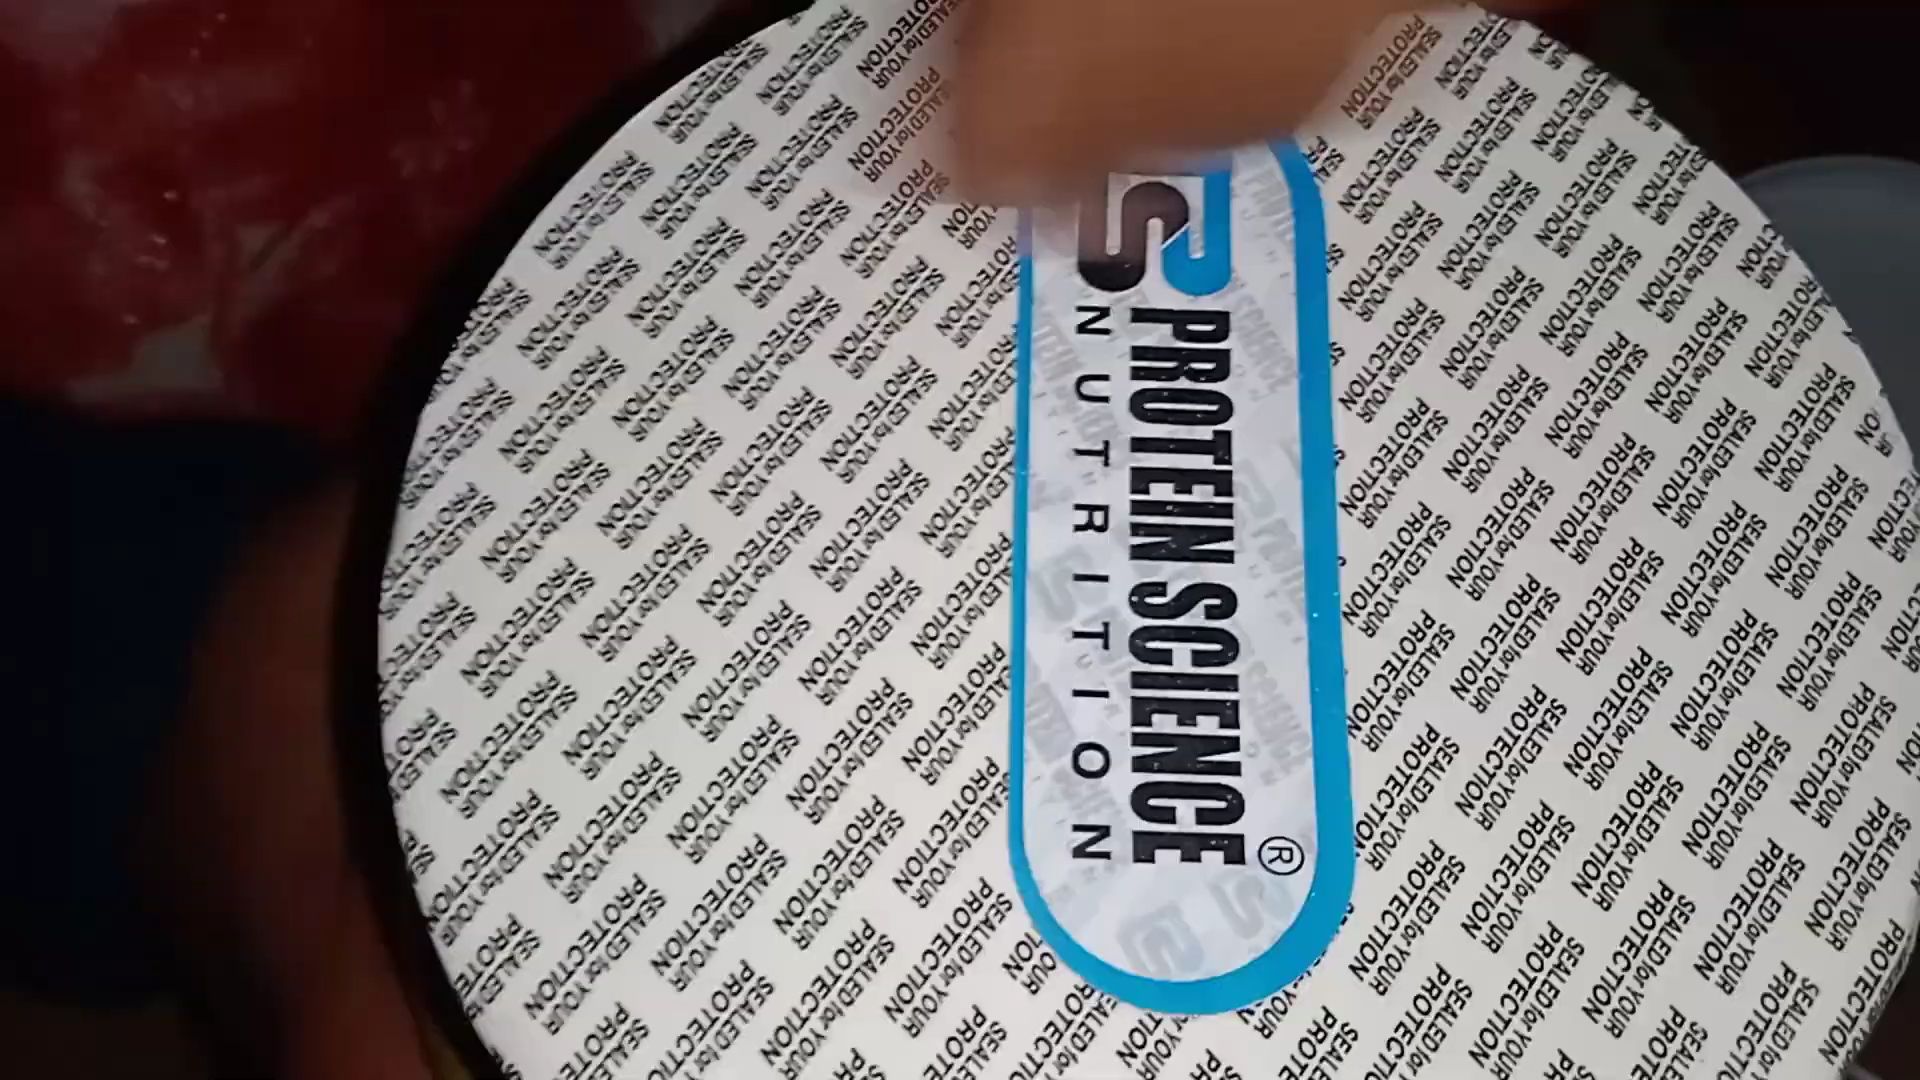 PROTEIN SCIENCE®
NUTRITION
SEALED for YOUR
PROTECTION